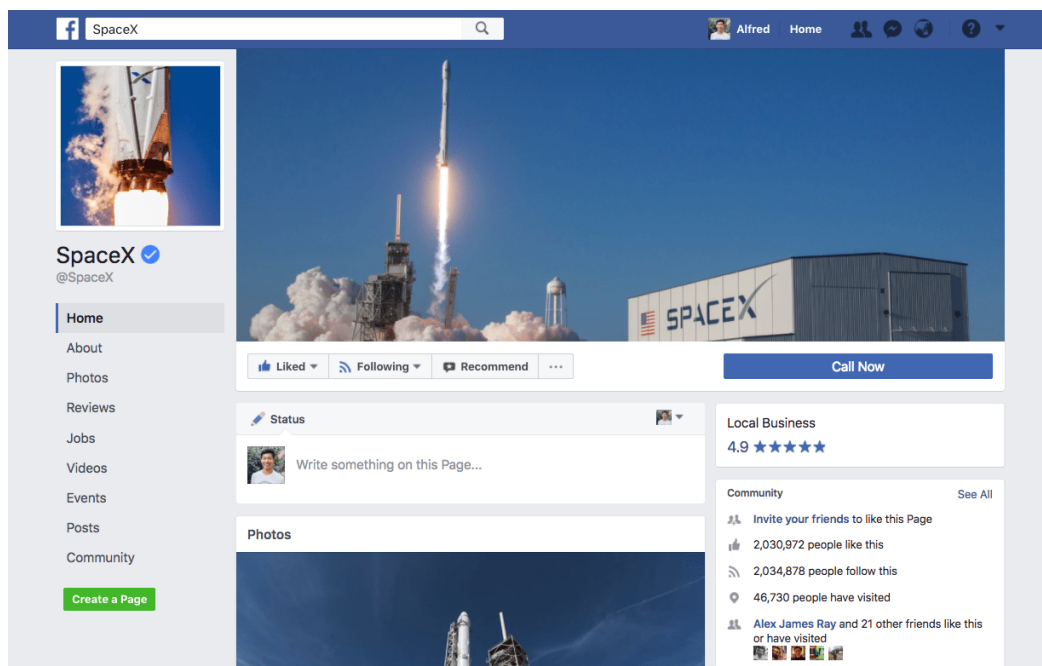 SpaceX
Alfred
Home
SpaceX
@SpaceX
Home
About
Photos
Reviews
Jobs
Videos
Events
Posts
Community
Create a Page
SPACEX
Liked
Following
Recommend
Call Now
Status
Write something on this Page...
Photos
Local Business
4.9
Community
See All
Invite your friends to like this Page
2,030,972 people like this
2,034,878 people follow this
46,730 people have visited
Alex James Ray and 21 other friends like this
or have visited